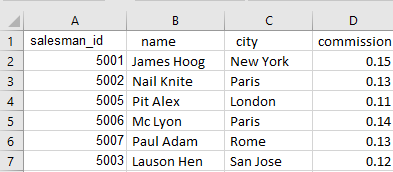 A B C D
1 salesman_id name city commission
2 5001 James Hoog New York 0.15
3 5002 Nail Knite Paris 0.13
4 5005 Pit Alex London 0.11
5 5006 Mc Lyon Paris 0.14
6 5007 Paul Adam Rome 0.13
7 5003 Lauson Hen San Jose 0.12